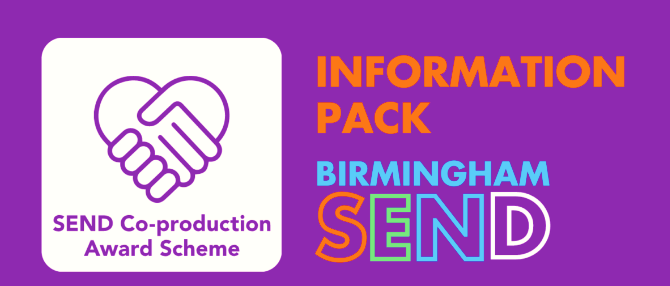 SEND Co-production
Award Scheme
INFORMATION
PACK
BIRMINGHAM
SEND